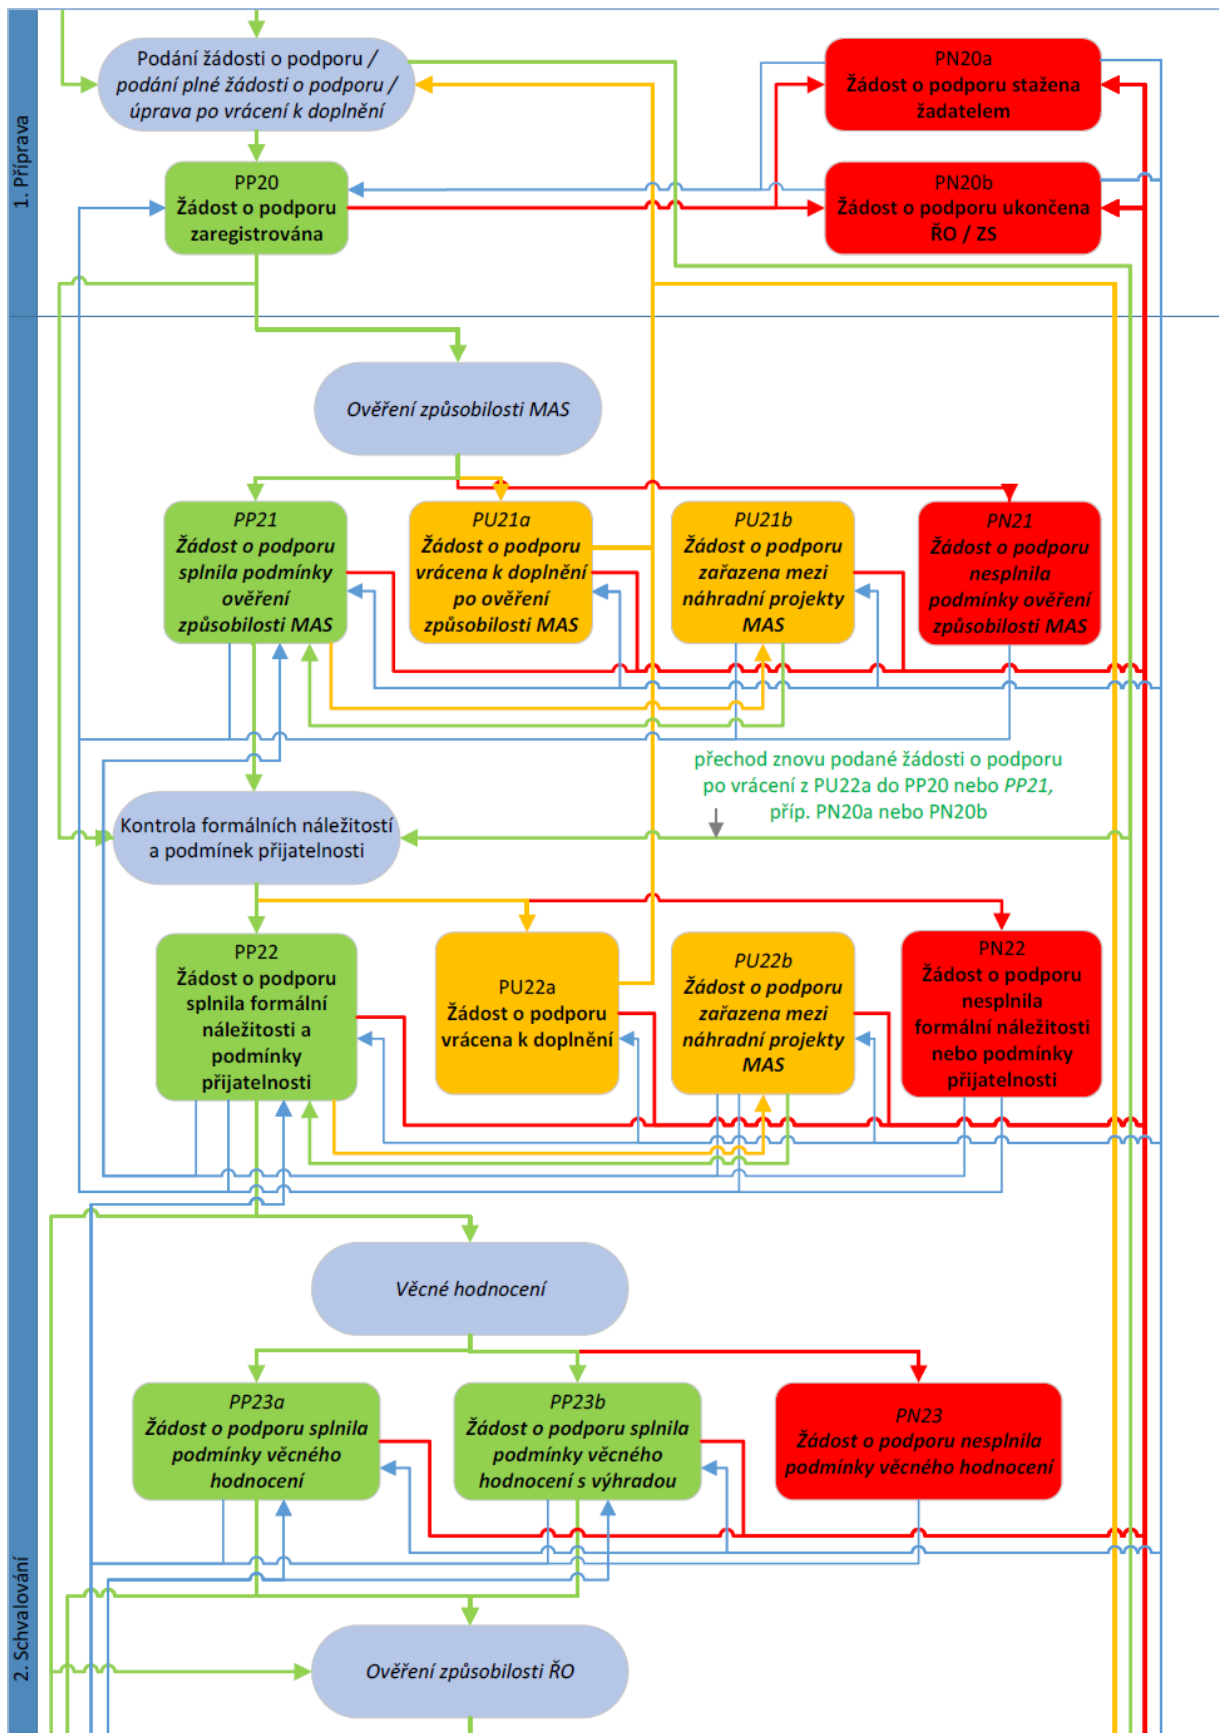 1. Příprava
Podání žádosti o podporu /
podání plné žádosti o podporu /
úprava po vrácení k doplnění
PN20a
Žádost o podporu stažena
žadatelem
PP20
Žádost o podporu
zaregistrována
PN20b
Žádost o podporu ukončena
ŘO / ZS
Ověření způsobilosti MAS
PP21
Žádost o podporu
splnila podmínky
ověření
způsobilosti MAS
PU21a
Žádost o podporu
vrácena k doplnění
po ověření
způsobilosti MAS
PU21b
Žádost o podporu
zařazena mezi
náhradní projekty
MAS
PN21
Žádost o podporu
nesplnila
podmínky ověření
způsobilosti MAS
přechod znovu podané žádosti o podporu
po vrácení z PU22a do PP20 nebo PP21,
příp. PN20a nebo PN20b
Kontrola formálních náležitostí
a podmínek přijatelnosti
PP22
Žádost o podporu
splnila formální
náležitosti a
podmínky
přijatelnosti
PU22a
Žádost o podporu
vrácena k doplnění
PU22b
Žádost o podporu
zařazena mezi
náhradní projekty
MAS
PN22
Žádost o podporu
nesplnila
formální náležitosti
nebo podmínky
přijatelnosti
Věcné hodnocení
PP23a
Žádost o podporu splnila
podmínky věcného
hodnocení
PP23b
Žádost o podporu splnila
podmínky věcného
hodnocení s výhradou
PN23
Žádost o podporu nesplnila
podmínky věcného hodnocení
2. Schvalování
Ověření způsobilosti ŘO